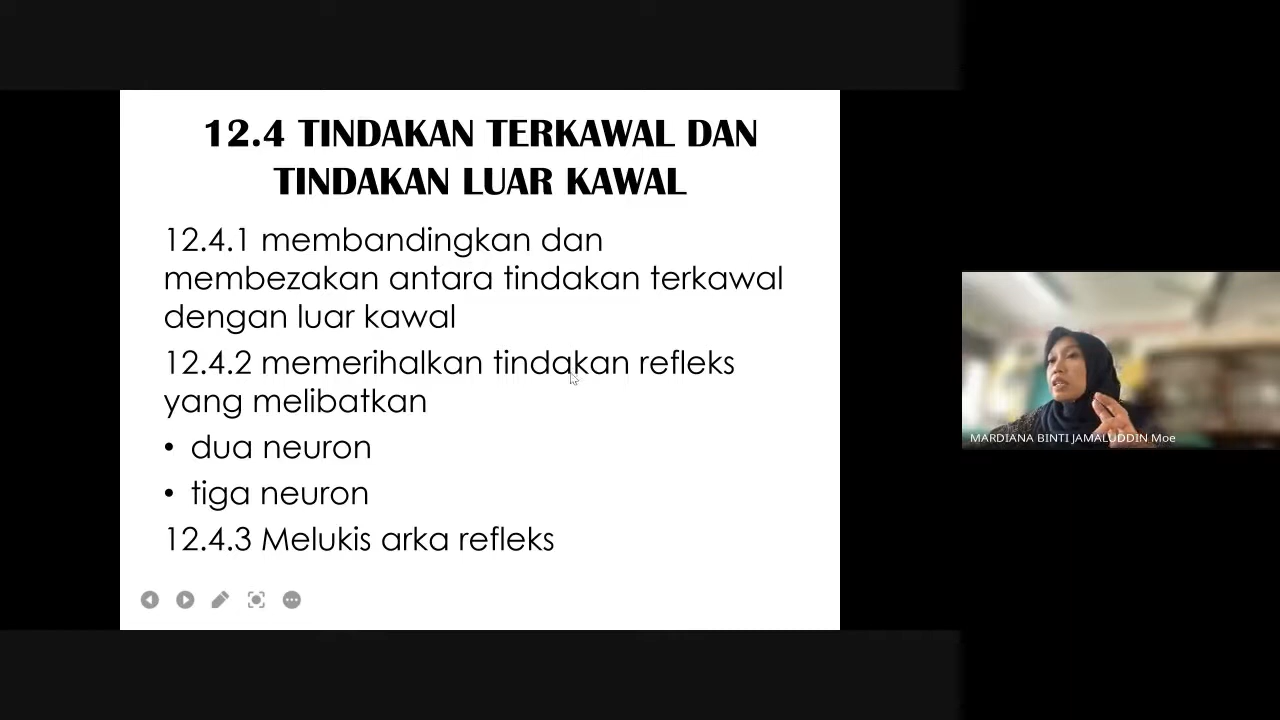 12.4 TINDAKAN TERKAWAL DAN
TINDAKAN LUAR KAWAL
12.4.1 membandingkan dan
membezakan antara tindakan terkawal
dengan luar kawal
12.4.2 memerihalkan tindakan refleks
yang melibatkan
• dua neuron
• tiga neuron
12.4.3 Melukis arka refleks
MARDIANA BINTI JAMALUDDIN Moe